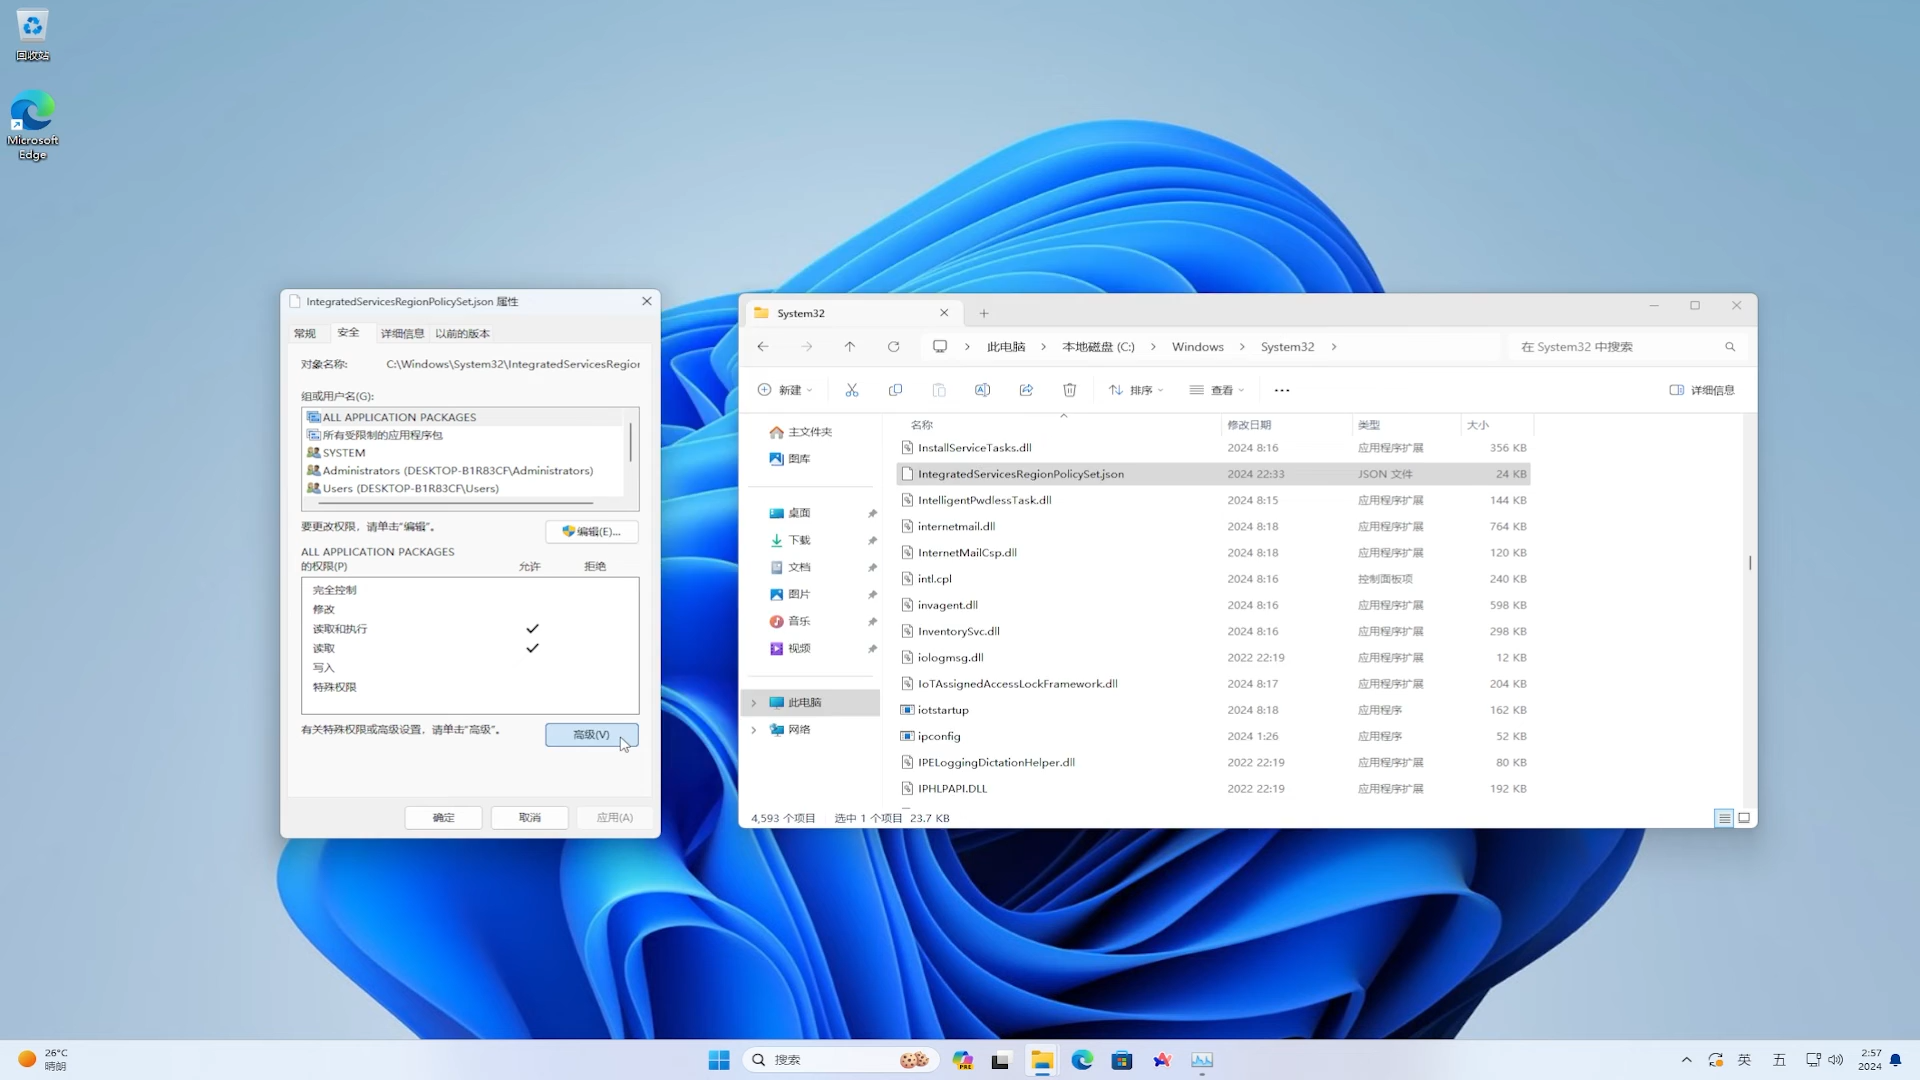 回收站
Microsoft
Edge
IntegratedServicesRegionPolicySet.json 属性
常规 安全 详细信息 以前的版本
对象名称: C:\Windows\System32\IntegratedServicesRegior
组或用户名(G):
ALL APPLICATION PACKAGES
所有受限制的应用程序包
SYSTEM
Administrators (DESKTOP-B1R83CF\Administrators)
Users (DESKTOP-B1R83CF\Users)
要更改权限，请单击"编辑"。 编辑(E)...
ALL APPLICATION PACKAGES
的权限(P) 允许 拒绝
完全控制
修改
读取和执行
读取
写入
特殊权限
有关特殊权限或高级设置，请单击"高级"。 高级(V)
确定 取消 应用(A)
System32
此电脑 本地磁盘 (C:) Windows System32 在 System32 中搜索
新建 排序 查看 详细信息
主文件夹
图库
桌面
下载
文档
图片
音乐
视频
此电脑
网络
名称 修改日期 类型 大小
InstallServiceTasks.dll 2024 8:16 应用程序扩展 356 KB
IntegratedServicesRegionPolicySet.json 2024 22:33 JSON 文件 24 KB
IntelligentPwdlessTask.dll 2024 8:15 应用程序扩展 144 KB
internetmail.dll 2024 8:18 应用程序扩展 764 KB
InternetMailCsp.dll 2024 8:18 应用程序扩展 120 KB
intl.cpl 2024 8:16 控制面板项 240 KB
invagent.dll 2024 8:16 应用程序扩展 598 KB
InventorySvc.dll 2024 8:16 应用程序扩展 298 KB
iologmsg.dll 2022 22:19 应用程序扩展 12 KB
IoTAssignedAccessLockFramework.dll 2024 8:17 应用程序扩展 204 KB
iotstartup 2024 8:18 应用程序 162 KB
ipconfig 2024 1:26 应用程序 52 KB
IPELoggingDictationHelper.dll 2022 22:19 应用程序扩展 80 KB
IPHLPAPI.DLL 2022 22:19 应用程序扩展 192 KB
4,593 个项目 选中 1 个项目 23.7 KB
26°C
晴朗
搜索
PRE
英
五
2:57
2024